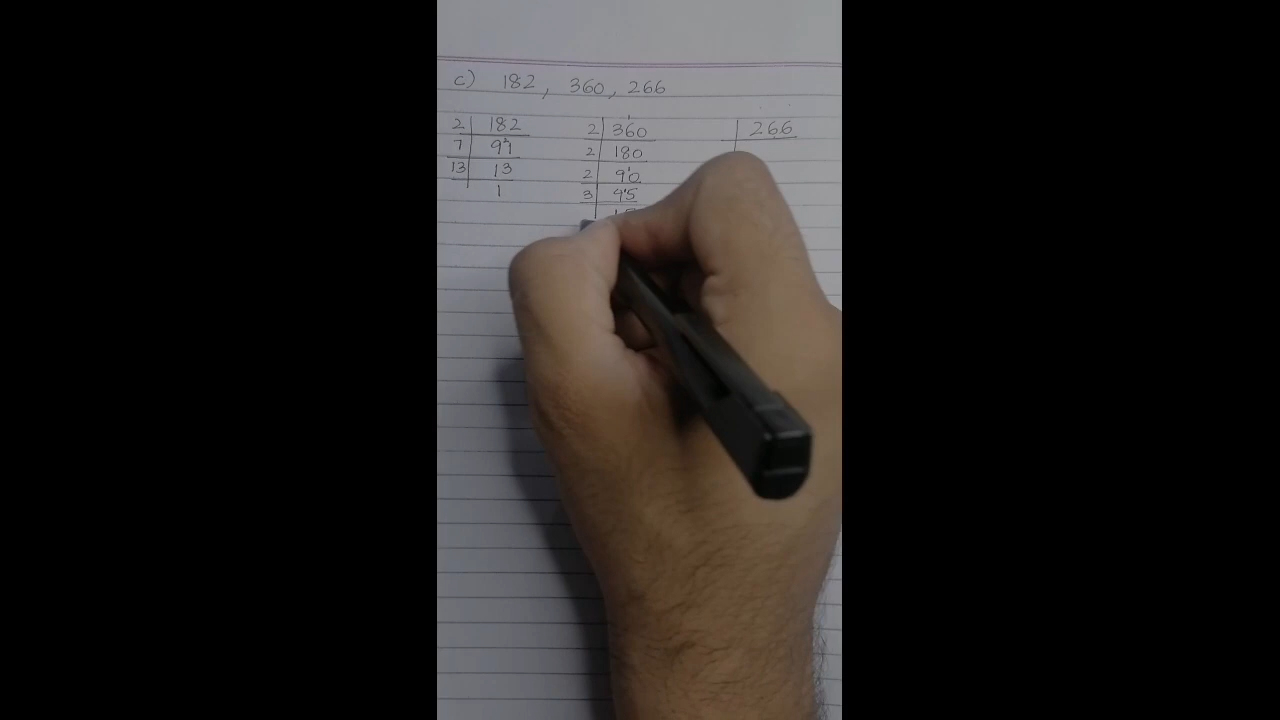 c) 182, 360, 266
2 182 2 360 266
7 91 2 180
13 13 2 90
1 3 45